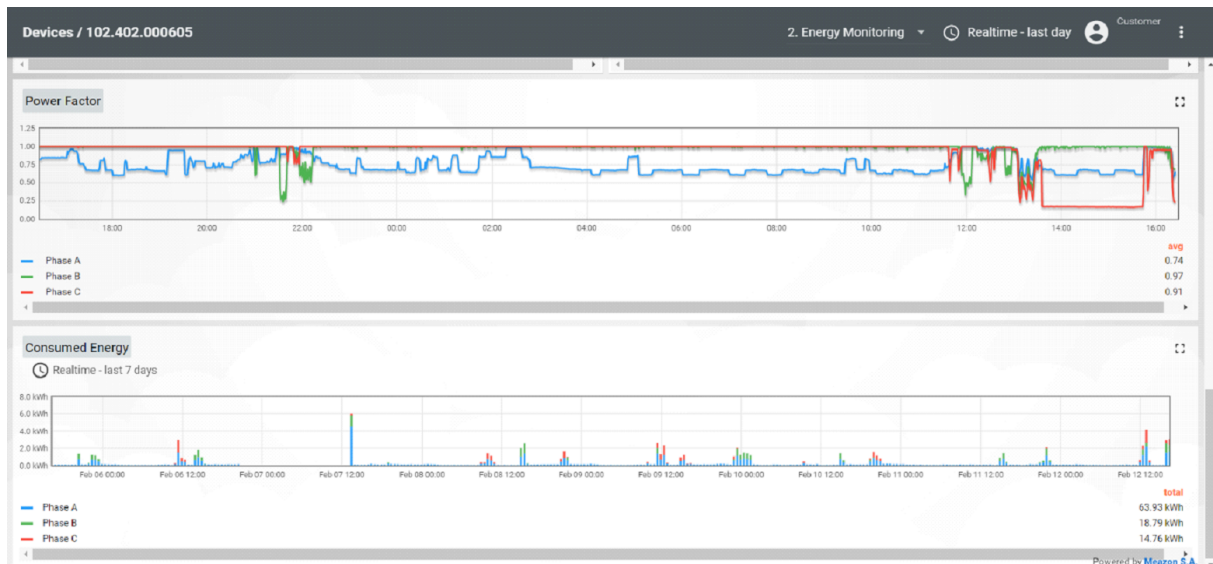 Devices / 102.402.000605
2. Energy Monitoring
Realtime - last day
Customer
Power Factor
1.25
1.00
0.75
0.50
0.25
0.00
18:00 20:00 22:00 00:00 02:00 04:00 06:00 08:00 10:00 12:00 14:00 16:00
avg
Phase A 0.74
Phase B 0.97
Phase C 0.91
Consumed Energy
Realtime - last 7 days
8.0 kWh
6.0 kWh
4.0 kWh
2.0 kWh
0.0 kWh
Feb 06 00:00 Feb 06 12:00 Feb 07 00:00 Feb 07 12:00 Feb 08 00:00 Feb 08 12:00 Feb 09 00:00 Feb 09 12:00 Feb 10 00:00 Feb 10 12:00 Feb 11 00:00 Feb 11 12:00 Feb 12 00:00 Feb 12 12:00
total
Phase A 63.93 kWh
Phase B 18.79 kWh
Phase C 14.76 kWh
Powered by Meazon S.A.